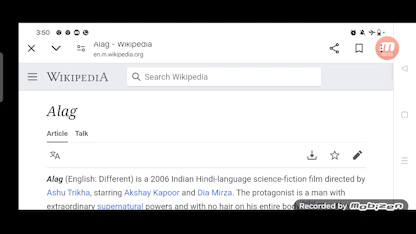 3:50
Alag - Wikipedia
en.m.wikipedia.org
WIKIPEDIA
Search Wikipedia
Alag
Article Talk
Alag (English: Different) is a 2006 Indian Hindi-language science-fiction film directed by
Ashu Trikha, starring Akshay Kapoor and Dia Mirza. The protagonist is a man with
extraordinary supernatural powers and with no hair on his entire
Recorded by
Mobizen